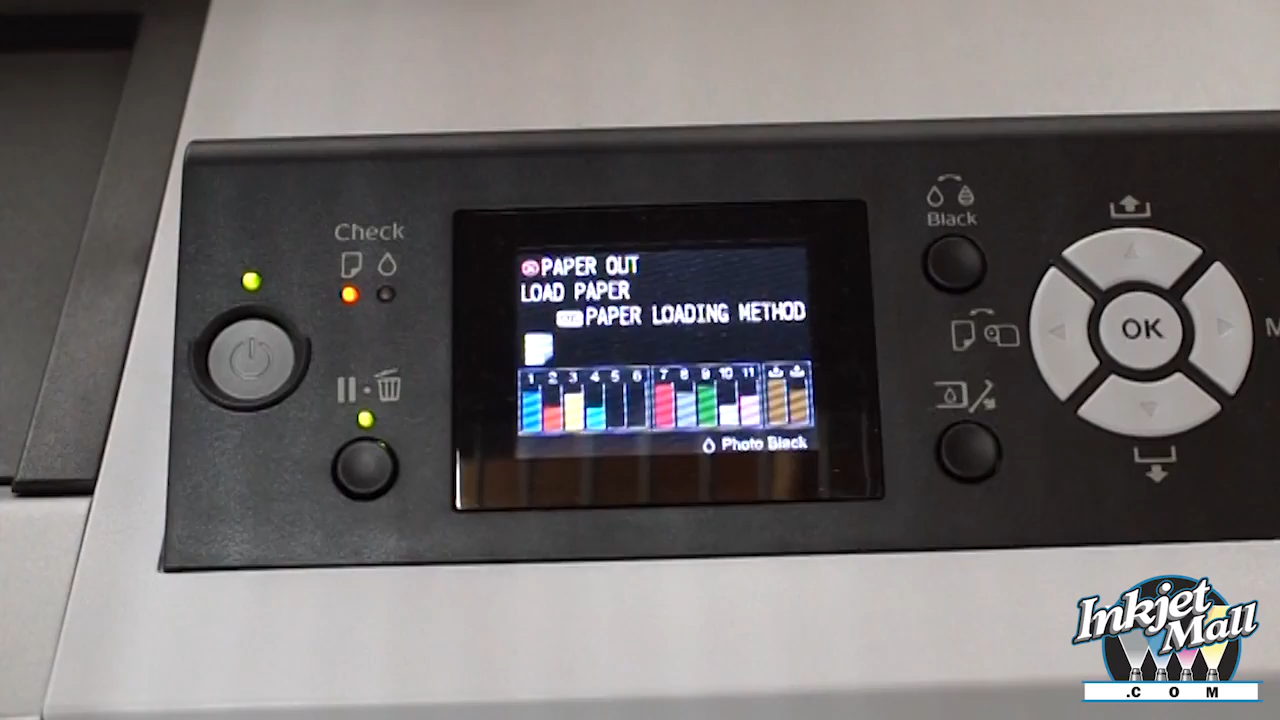 Check
PAPER OUT
LOAD PAPER
PAPER LOADING METHOD
1 2 3 4 5 6 7 8 9 10 11
Photo Black
Black
OK
M
Inkjet
Mall
.COM